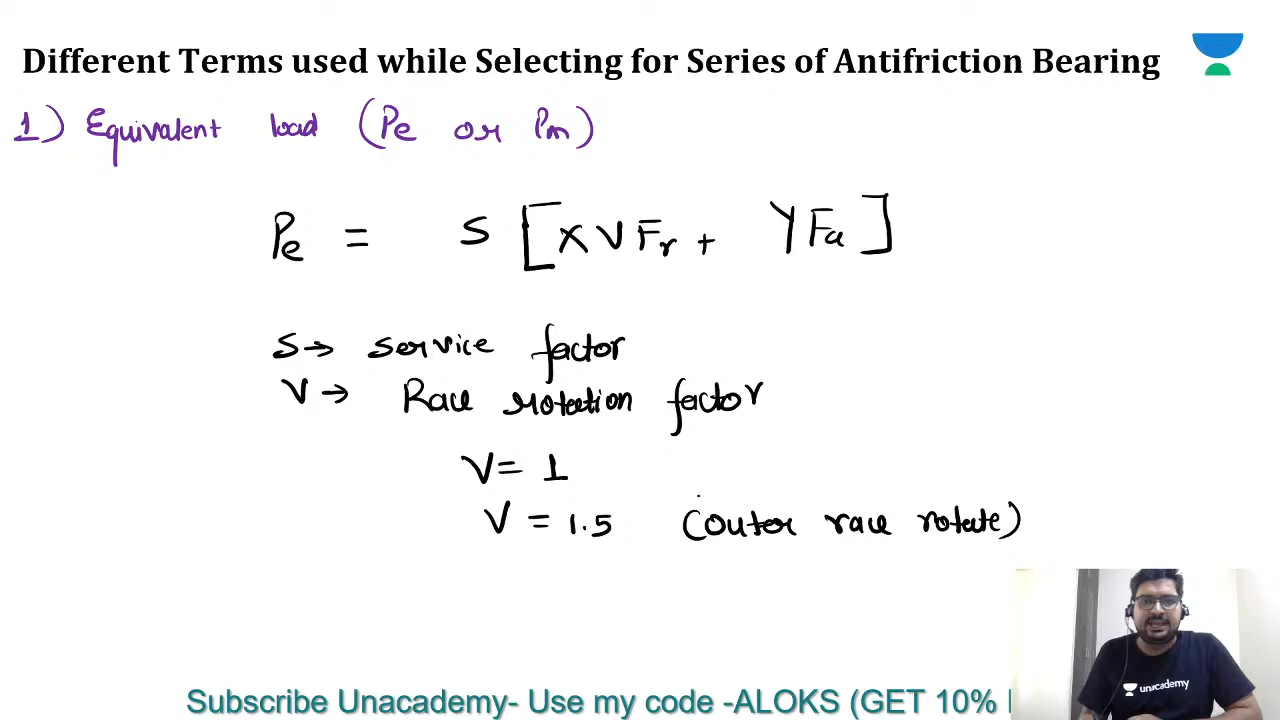 Different Terms used while Selecting for Series of Antifriction Bearing
1) Equivalent load (Pe or Pm)
Pe = S [XVFr + YFa]
S → Service factor
V → Race rotation factor
V = 1
V = 1.5 (outer race rotate)
unacademy
Subscribe Unacademy- Use my code -ALOKS (GET 10%